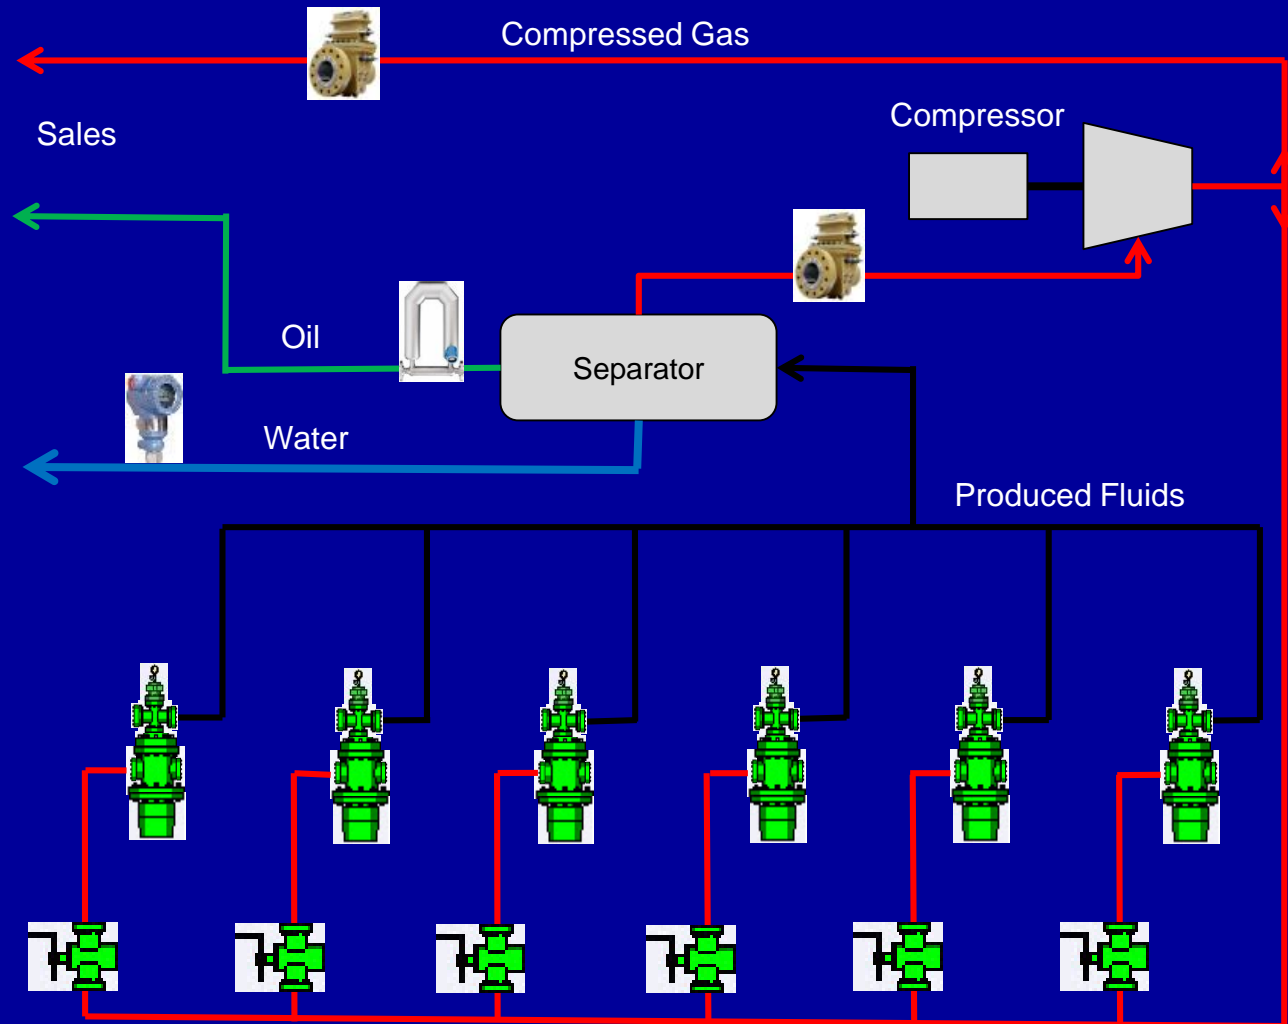 Compressed Gas
Compressor
Sales
Oil
Separator
Water
Produced Fluids